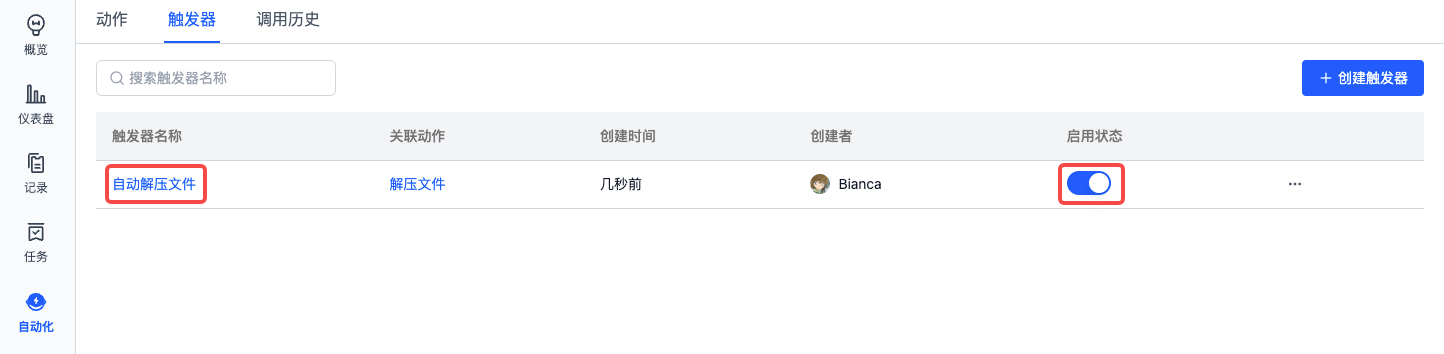 动作 触发器 调用历史
概览
仪表盘
记录
任务
自动化
搜索触发器名称
+ 创建触发器
触发器名称 关联动作 创建时间 创建者 启用状态
自动解压文件 解压文件 几秒前 Bianca ···